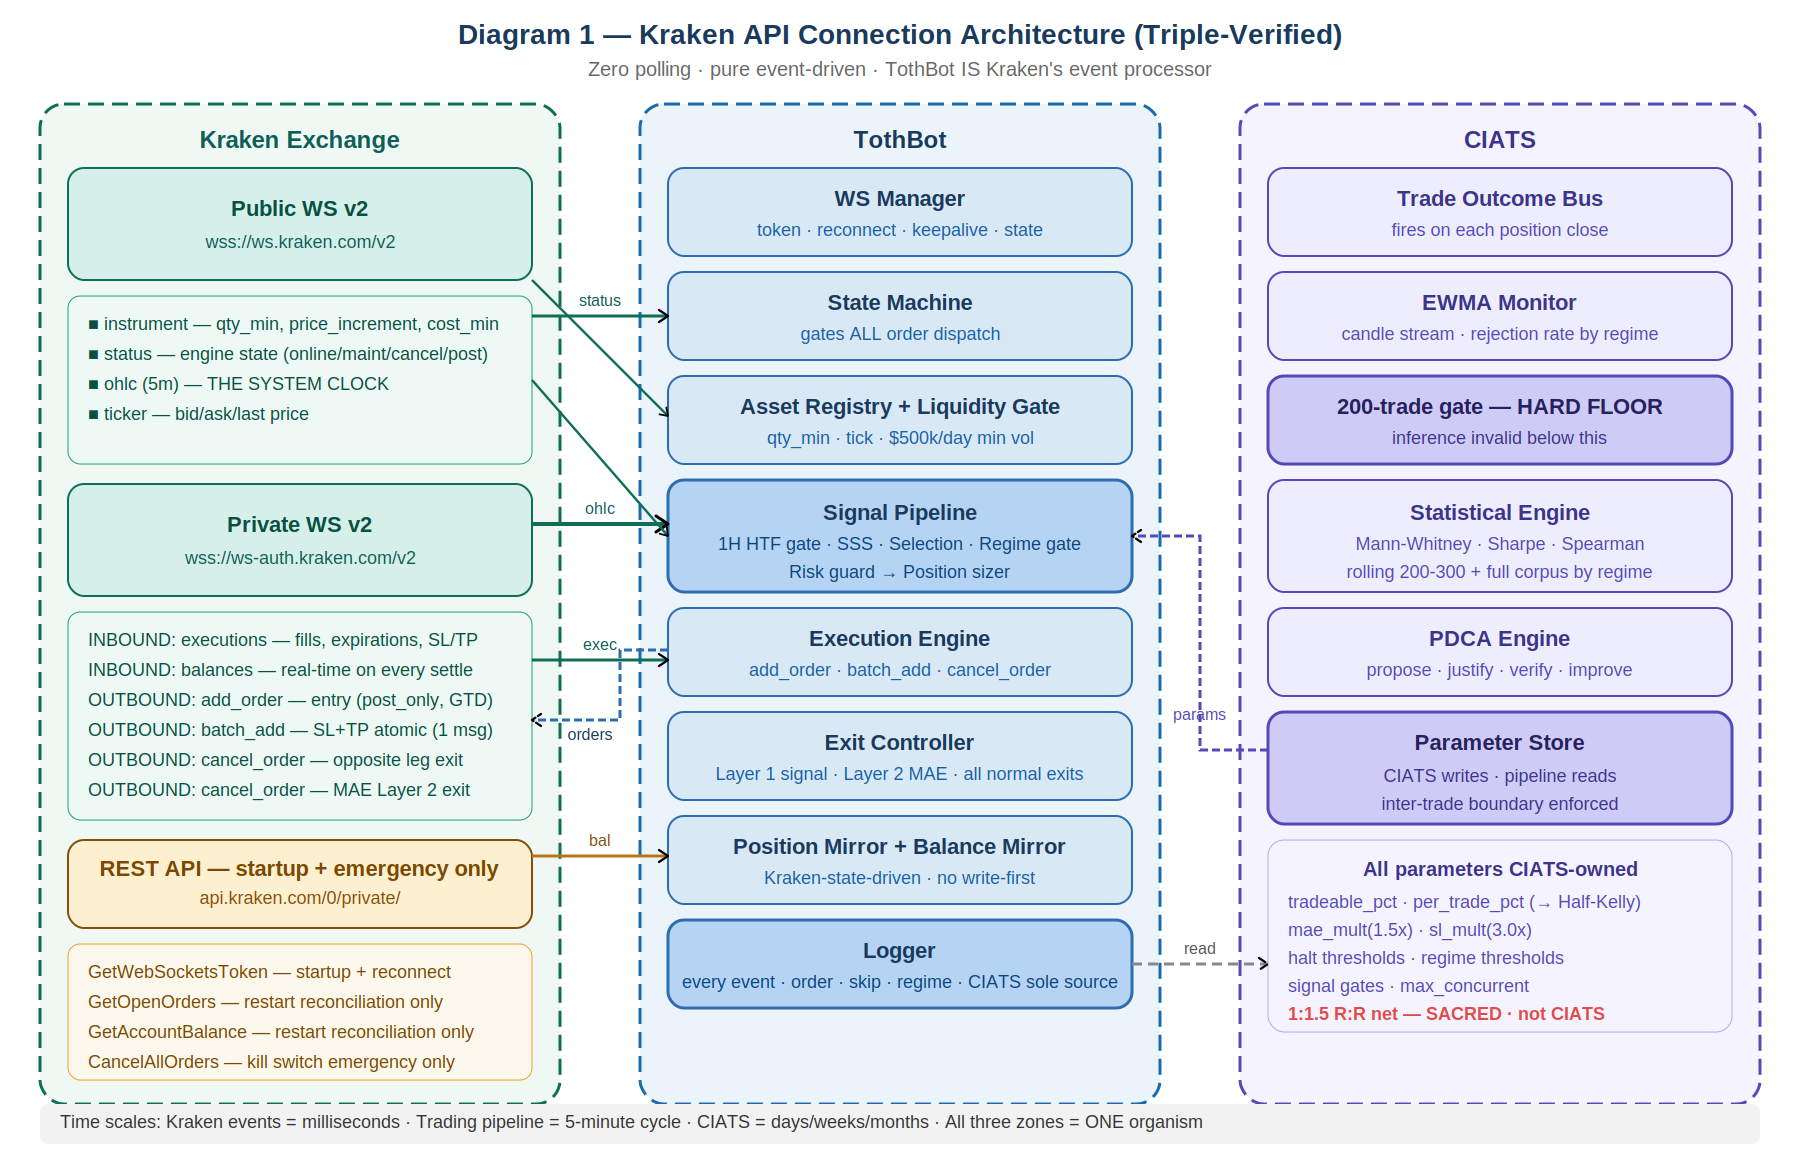 Diagram 1 — Kraken API Connection Architecture (Triple-Verified)
Zero polling · pure event-driven · TothBot IS Kraken's event processor
Kraken Exchange
Public WS v2
wss://ws.kraken.com/v2
■ instrument — qty_min, price_increment, cost_min
■ status — engine state (online/maint/cancel/post)
■ ohlc (5m) — THE SYSTEM CLOCK
■ ticker — bid/ask/last price
Private WS v2
wss://ws-auth.kraken.com/v2
INBOUND: executions — fills, expirations, SL/TP
INBOUND: balances — real-time on every settle
OUTBOUND: add_order — entry (post_only, GTD)
OUTBOUND: batch_add — SL+TP atomic (1 msg)
OUTBOUND: cancel_order — opposite leg exit
OUTBOUND: cancel_order — MAE Layer 2 exit
REST API — startup + emergency only
api.kraken.com/0/private/
GetWebSocketsToken — startup + reconnect
GetOpenOrders — restart reconciliation only
GetAccountBalance — restart reconciliation only
CancelAllOrders — kill switch emergency only
status
ohlc
exec
orders
bal
TothBot
WS Manager
token · reconnect · keepalive · state
State Machine
gates ALL order dispatch
Asset Registry + Liquidity Gate
qty_min · tick · $500k/day min vol
Signal Pipeline
1H HTF gate · SSS · Selection · Regime gate
Risk guard → Position sizer
Execution Engine
add_order · batch_add · cancel_order
Exit Controller
Layer 1 signal · Layer 2 MAE · all normal exits
Position Mirror + Balance Mirror
Kraken-state-driven · no write-first
Logger
every event · order · skip · regime · CIATS sole source
params
read
CIATS
Trade Outcome Bus
fires on each position close
EWMA Monitor
candle stream · rejection rate by regime
200-trade gate — HARD FLOOR
inference invalid below this
Statistical Engine
Mann-Whitney · Sharpe · Spearman
rolling 200-300 + full corpus by regime
PDCA Engine
propose · justify · verify · improve
Parameter Store
CIATS writes · pipeline reads
inter-trade boundary enforced
All parameters CIATS-owned
tradeable_pct · per_trade_pct (→ Half-Kelly)
mae_mult(1.5x) · sl_mult(3.0x)
halt thresholds · regime thresholds
signal gates · max_concurrent
1:1.5 R:R net — SACRED · not CIATS
Time scales: Kraken events = milliseconds · Trading pipeline = 5-minute cycle · CIATS = days/weeks/months · All three zones = ONE organism